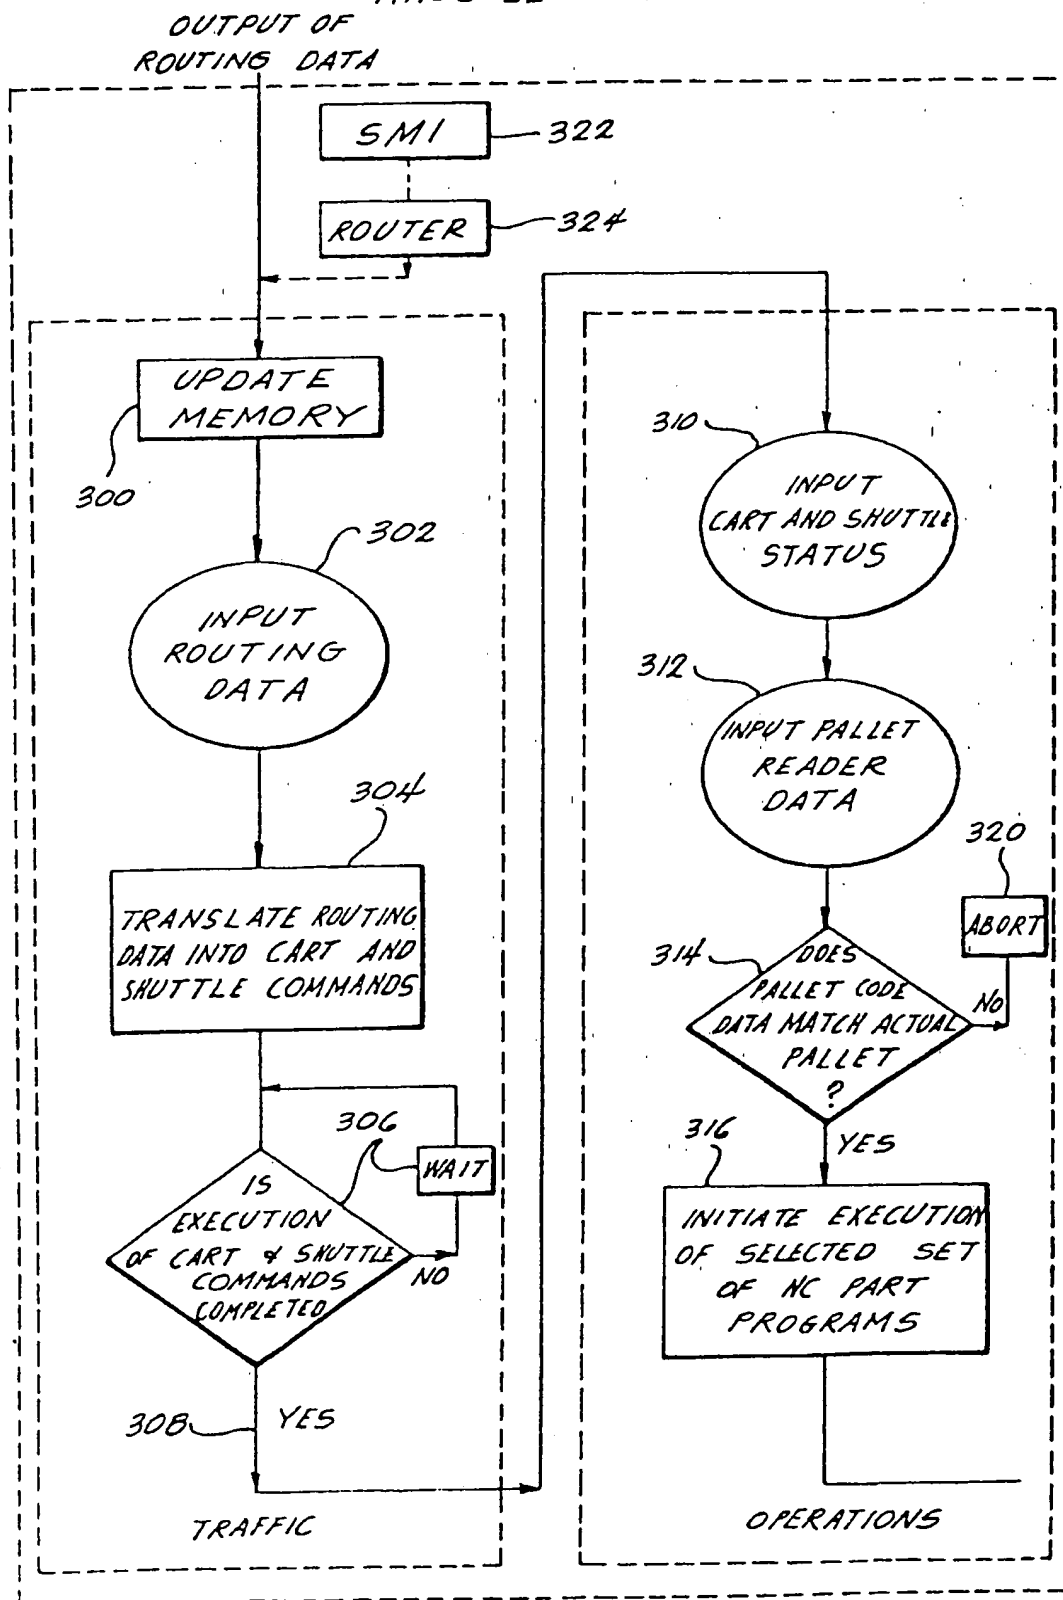 OUTPUT OF
ROUTING DATA
SMI
322
ROUTER
324
UPDATE
MEMORY
300
302
INPUT
ROUTING
DATA
304
TRANSLATE ROUTING
DATA INTO CART AND
SHUTTLE COMMANDS
306
WAIT
IS
EXECUTION
OF CART & SHUTTLE
COMMANDS
COMPLETED
NO
308
YES
TRAFFIC
310
INPUT
CART AND SHUTTLE
STATUS
312
INPUT PALLET
READER
DATA
320
ABORT
314
DOES
PALLET CODE
DATA MATCH ACTUAL
PALLET
?
NO
YES
316
INITIATE EXECUTION
OF SELECTED SET
OF NC PART
PROGRAMS
OPERATIONS